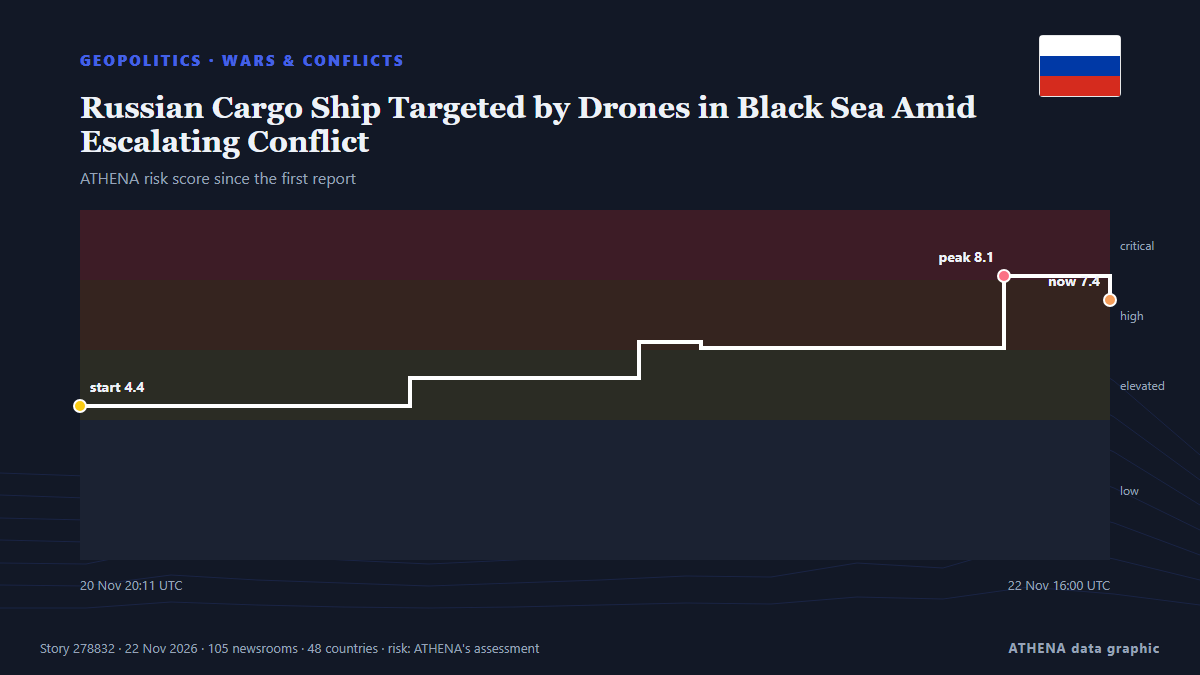 GEOPOLITICS · WARS & CONFLICTS
Russian Cargo Ship Targeted by Drones in Black Sea Amid
Escalating Conflict
ATHENA risk score since the first report
critical
peak 8.1
now 7.4
high
elevated
start 4.4
low
20 Nov 20:11 UTC
22 Nov 16:00 UTC
Story 278832 · 22 Nov 2026 · 105 newsrooms · 48 countries · risk: ATHENA's assessment
ATHENA data graphic